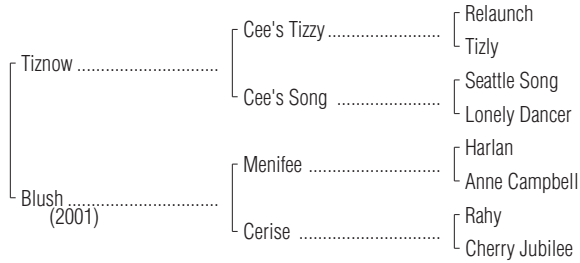 Relaunch
Cee's Tizzy
Tizly
Tiznow
Seattle Song
Cee's Song
Lonely Dancer
Harlan
Menifee
Anne Campbell
Blush
(2001)
Rahy
Cerise
Cherry Jubilee